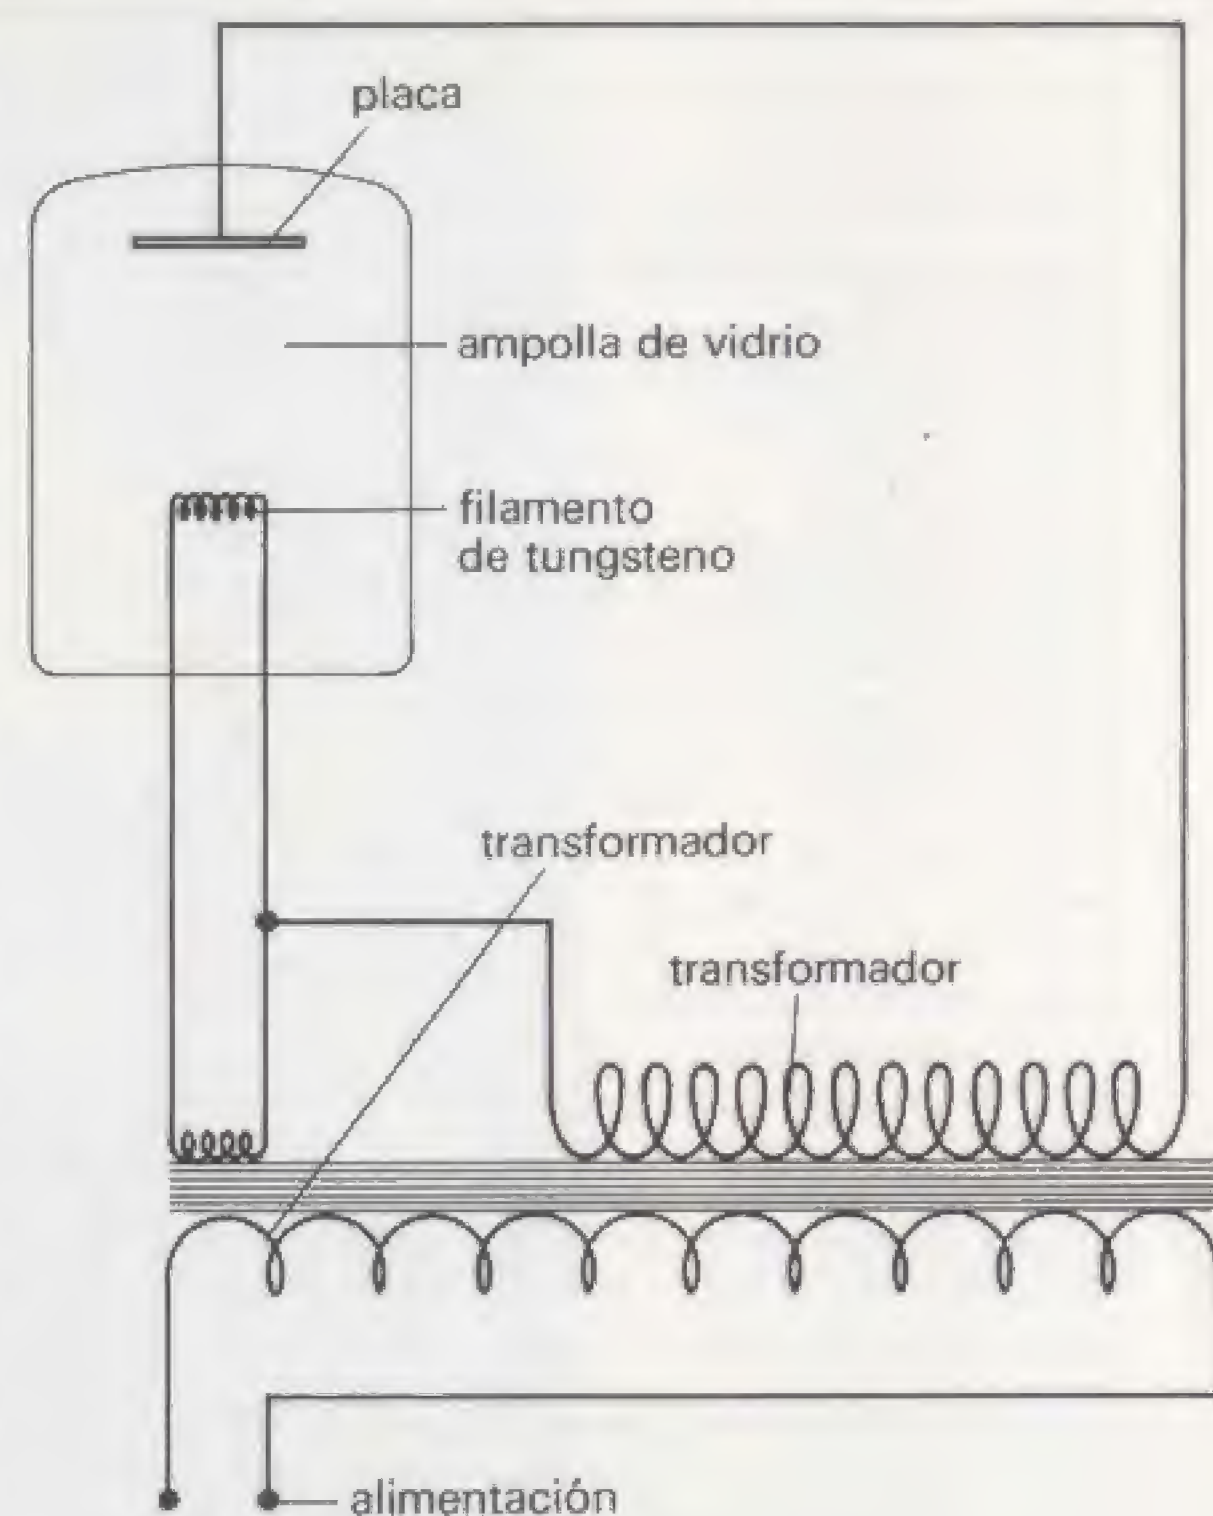 placa
ampolla de vidrio
filamento
de tungsteno
transformador
transformador
alimentación